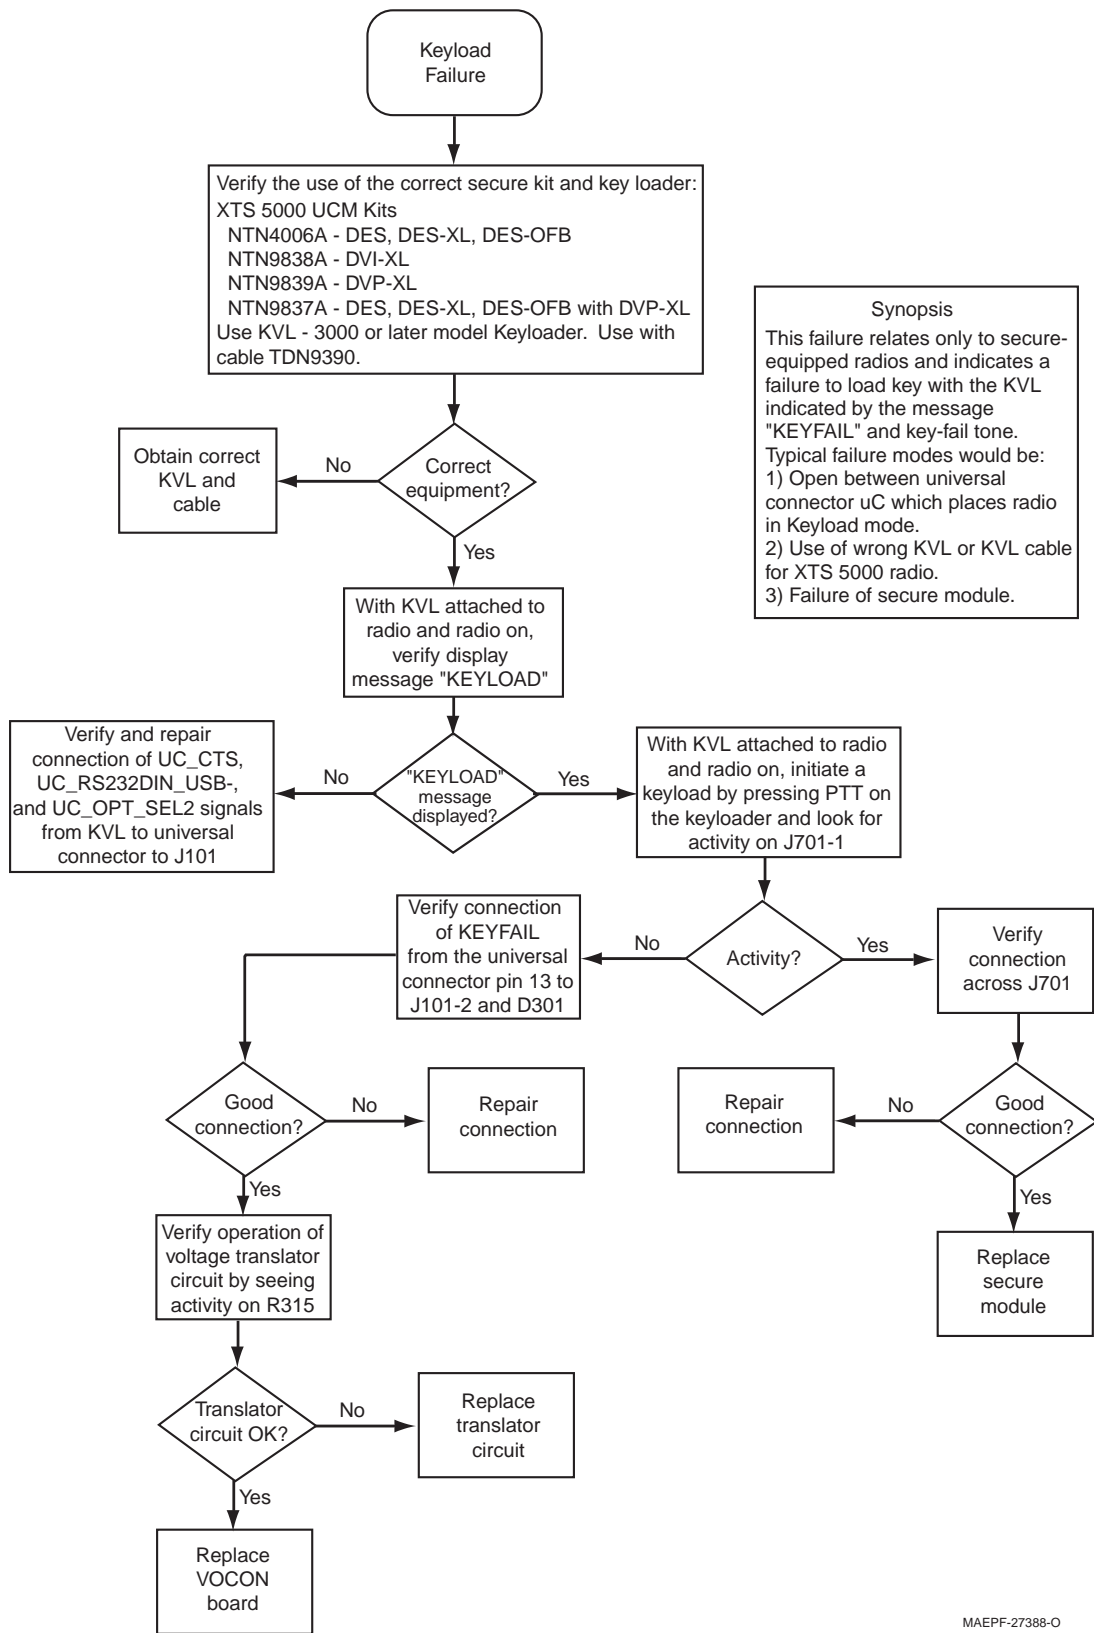 Keyload
Failure
Verify the use of the correct secure kit and key loader:
XTS 5000 UCM Kits
NTN4006A - DES, DES-XL, DES-OFB
NTN9838A - DVI-XL
NTN9839A - DVP-XL
NTN9837A - DES, DES-XL, DES-OFB with DVP-XL
Use KVL - 3000 or later model Keyloader. Use with
cable TDN9390.
Synopsis
This failure relates only to secure-
equipped radios and indicates a
failure to load key with the KVL
indicated by the message
"KEYFAIL" and key-fail tone.
Typical failure modes would be:
1) Open between universal
connector uC which places radio
in Keyload mode.
2) Use of wrong KVL or KVL cable
for XTS 5000 radio.
3) Failure of secure module.
Correct
equipment?
No
Obtain correct
KVL and
cable
Yes
With KVL attached to
radio and radio on,
verify display
message "KEYLOAD"
"KEYLOAD"
message
displayed?
No
Verify and repair
connection of UC_CTS,
UC_RS232DIN_USB-,
and UC_OPT_SEL2 signals
from KVL to universal
connector to J101
Yes
With KVL attached to radio
and radio on, initiate a
keyload by pressing PTT on
the keyloader and look for
activity on J701-1
Activity?
No
Verify connection
of KEYFAIL
from the universal
connector pin 13 to
J101-2 and D301
Yes
Verify
connection
across J701
Good
connection?
No
Repair
connection
Good
connection?
No
Repair
connection
Yes
Replace
secure
module
Yes
Verify operation of
voltage translator
circuit by seeing
activity on R315
Translator
circuit OK?
No
Replace
translator
circuit
Yes
Replace
VOCON
board
MAEPF-27388-O